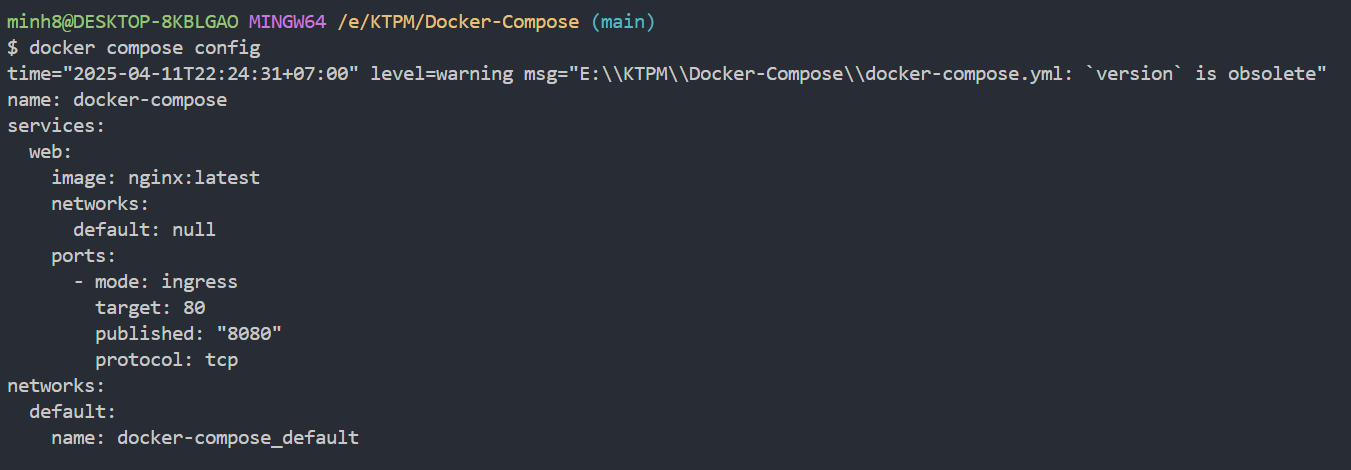 minh8@DESKTOP-8KBLGAO MINGW64 /e/KTPM/Docker-Compose (main)
$ docker compose config
time="2025-04-11T22:24:31+07:00" level=warning msg="E:\\KTPM\\Docker-Compose\\docker-compose.yml: `version` is obsolete"
name: docker-compose
services:
  web:
    image: nginx:latest
    networks:
      default: null
    ports:
      - mode: ingress
        target: 80
        published: "8080"
        protocol: tcp
networks:
  default:
    name: docker-compose_default